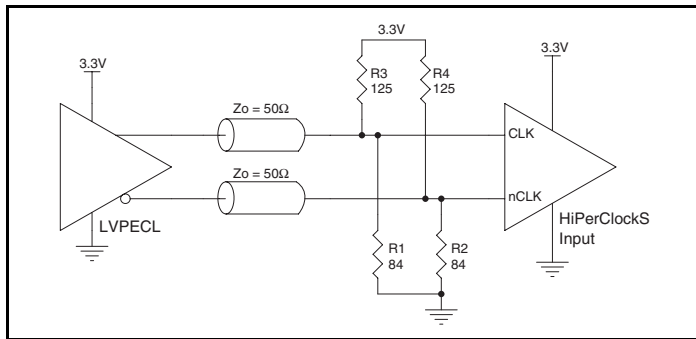 3.3V
3.3V
3.3V
R3
125
R4
125
Zo = 50Ω
CLK
Zo = 50Ω
nCLK
LVPECL
HiPerClockS
Input
R1
84
R2
84